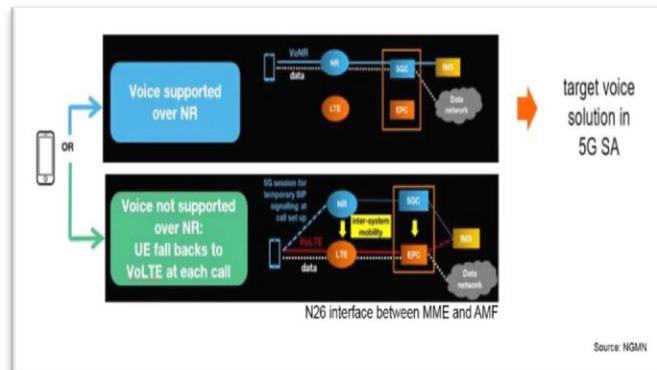 OR
Voice supported
over NR
VoNR
data
NR
5GC
IMS
LTE
EPC
Data
network
target voice
solution in
5G SA
Voice not supported
over NR:
UE fall backs to
VoLTE at each call
5G session for
temporary SIP
signalling at
call set up
NR
5GC
inter-system
mobility
IMS
VoLTE
data
LTE
EPC
Data
network
N26 interface between MME and AMF
Source: NGMN